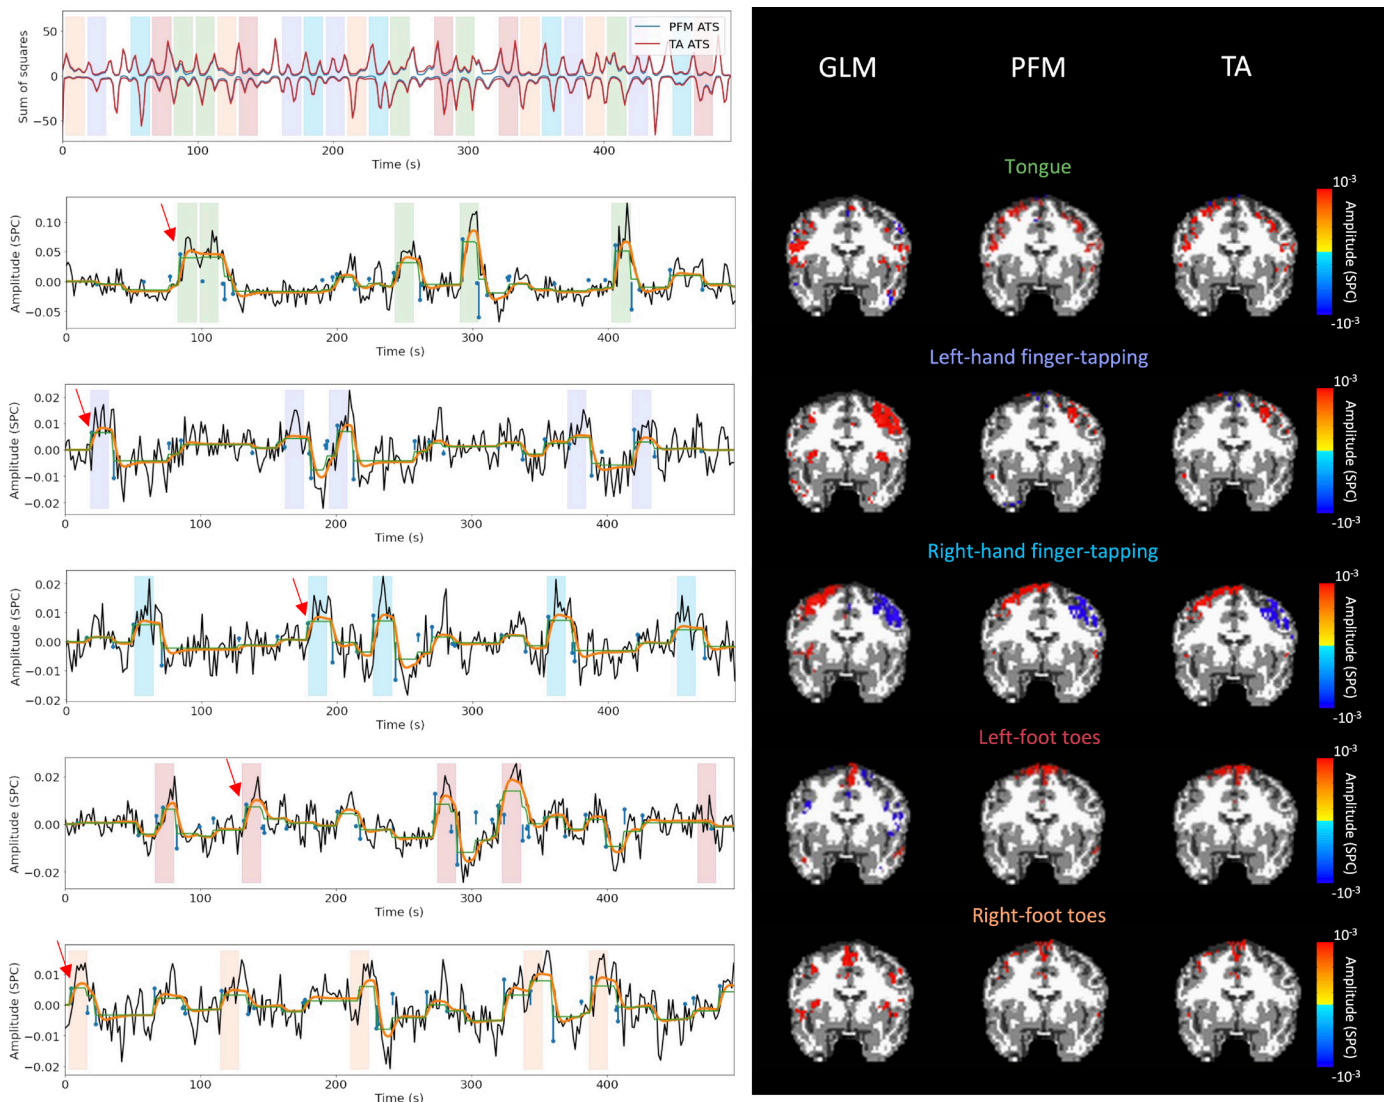 PFM ATS
TA ATS
Sum of squares
50
0
−50
0 100 200 300 400
Time (s)
Amplitude (SPC)
0.10
0.05
0.00
−0.05
0 100 200 300 400
Time (s)
Amplitude (SPC)
0.02
0.01
0.00
−0.01
−0.02
0 100 200 300 400
Time (s)
Amplitude (SPC)
0.02
0.01
0.00
−0.01
−0.02
0 100 200 300 400
Time (s)
Amplitude (SPC)
0.02
0.00
−0.02
0 100 200 300 400
Time (s)
Amplitude (SPC)
0.01
0.00
−0.01
−0.02
0 100 200 300 400
Time (s)
GLM PFM TA
Tongue
10⁻³
Amplitude (SPC)
-10⁻³
Left-hand finger-tapping
10⁻³
Amplitude (SPC)
-10⁻³
Right-hand finger-tapping
10⁻³
Amplitude (SPC)
-10⁻³
Left-foot toes
10⁻³
Amplitude (SPC)
-10⁻³
Right-foot toes
10⁻³
Amplitude (SPC)
-10⁻³